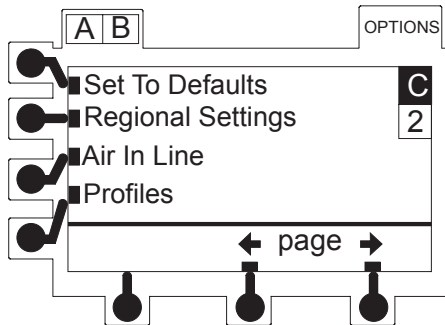 A B
OPTIONS
Set To Defaults
C
Regional Settings
2
Air In Line
Profiles
page